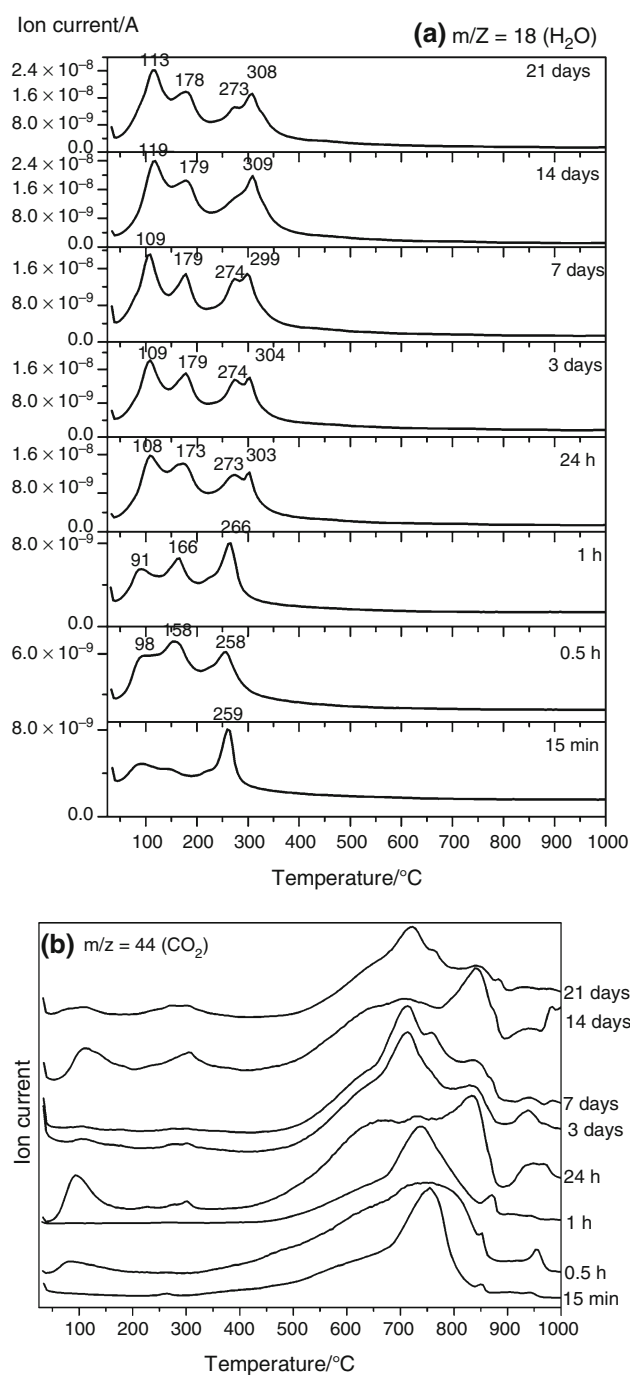 Ion current/A
(a) m/Z = 18 (H₂O)
2.4 × 10⁻⁸
1.6 × 10⁻⁸
8.0 × 10⁻⁹
0.0
113
178
273
308
21 days
2.4 × 10⁻⁸
1.6 × 10⁻⁸
8.0 × 10⁻⁹
0.0
119
179
309
14 days
1.6 × 10⁻⁸
8.0 × 10⁻⁹
0.0
109
179
274
299
7 days
1.6 × 10⁻⁸
8.0 × 10⁻⁹
0.0
109
179
274
304
3 days
1.6 × 10⁻⁸
8.0 × 10⁻⁹
0.0
108
173
273
303
24 h
8.0 × 10⁻⁹
0.0
91
166
266
1 h
6.0 × 10⁻⁹
98
158
258
0.5 h
8.0 × 10⁻⁹
0.0
259
15 min
100 200 300 400 500 600 700 800 900 1000
Temperature/°C
(b) m/z = 44 (CO₂)
Ion current
21 days
14 days
7 days
3 days
24 h
1 h
0.5 h
15 min
100 200 300 400 500 600 700 800 900 1000
Temperature/°C